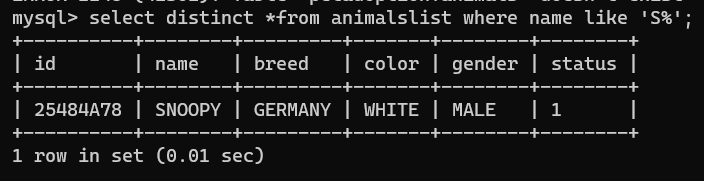 mysql> select distinct *from animalslist where name like 'S%';
+----------+--------+---------+-------+--------+--------+
| id       | name   | breed   | color | gender | status |
+----------+--------+---------+-------+--------+--------+
| 25484A78 | SNOOPY | GERMANY | WHITE | MALE   | 1      |
+----------+--------+---------+-------+--------+--------+
1 row in set (0.01 sec)